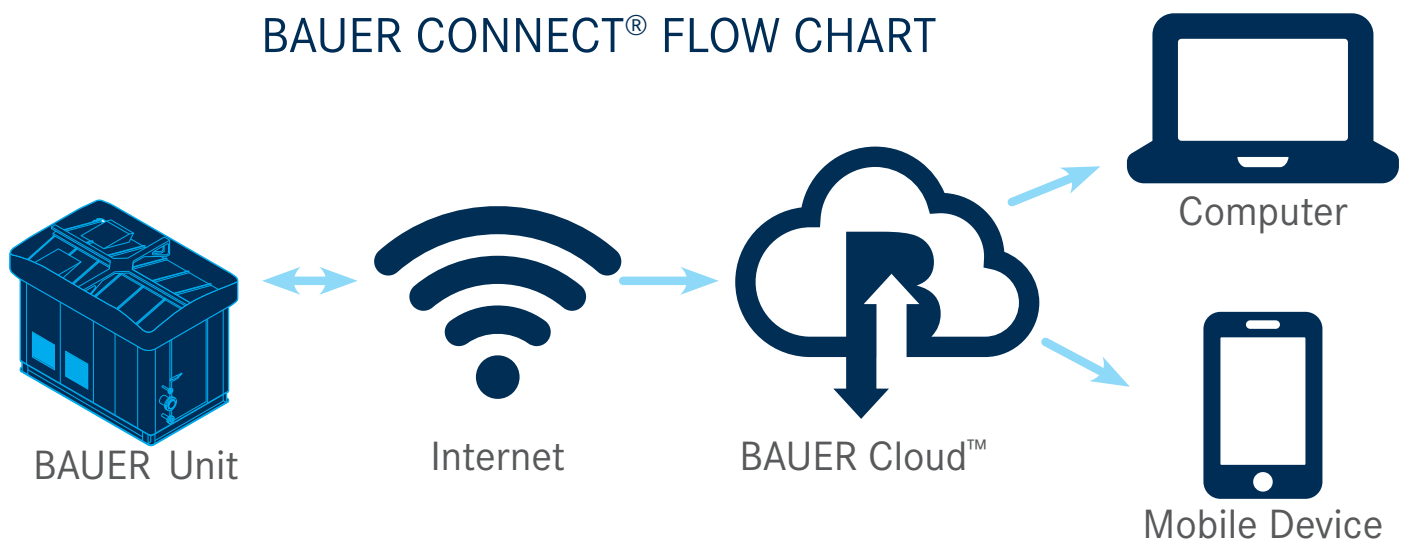 BAUER CONNECT® FLOW CHART
Computer
BAUER Unit
Internet
BAUER Cloud™
Mobile Device